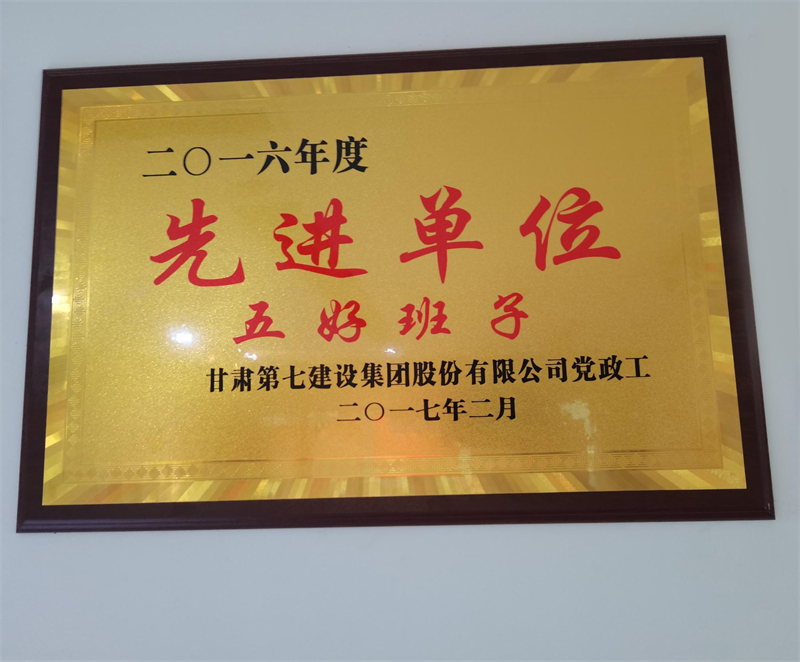 二〇一六年度
先进单位
五好班子
甘肃第七建设集团股份有限公司党政工
二〇一七年二月